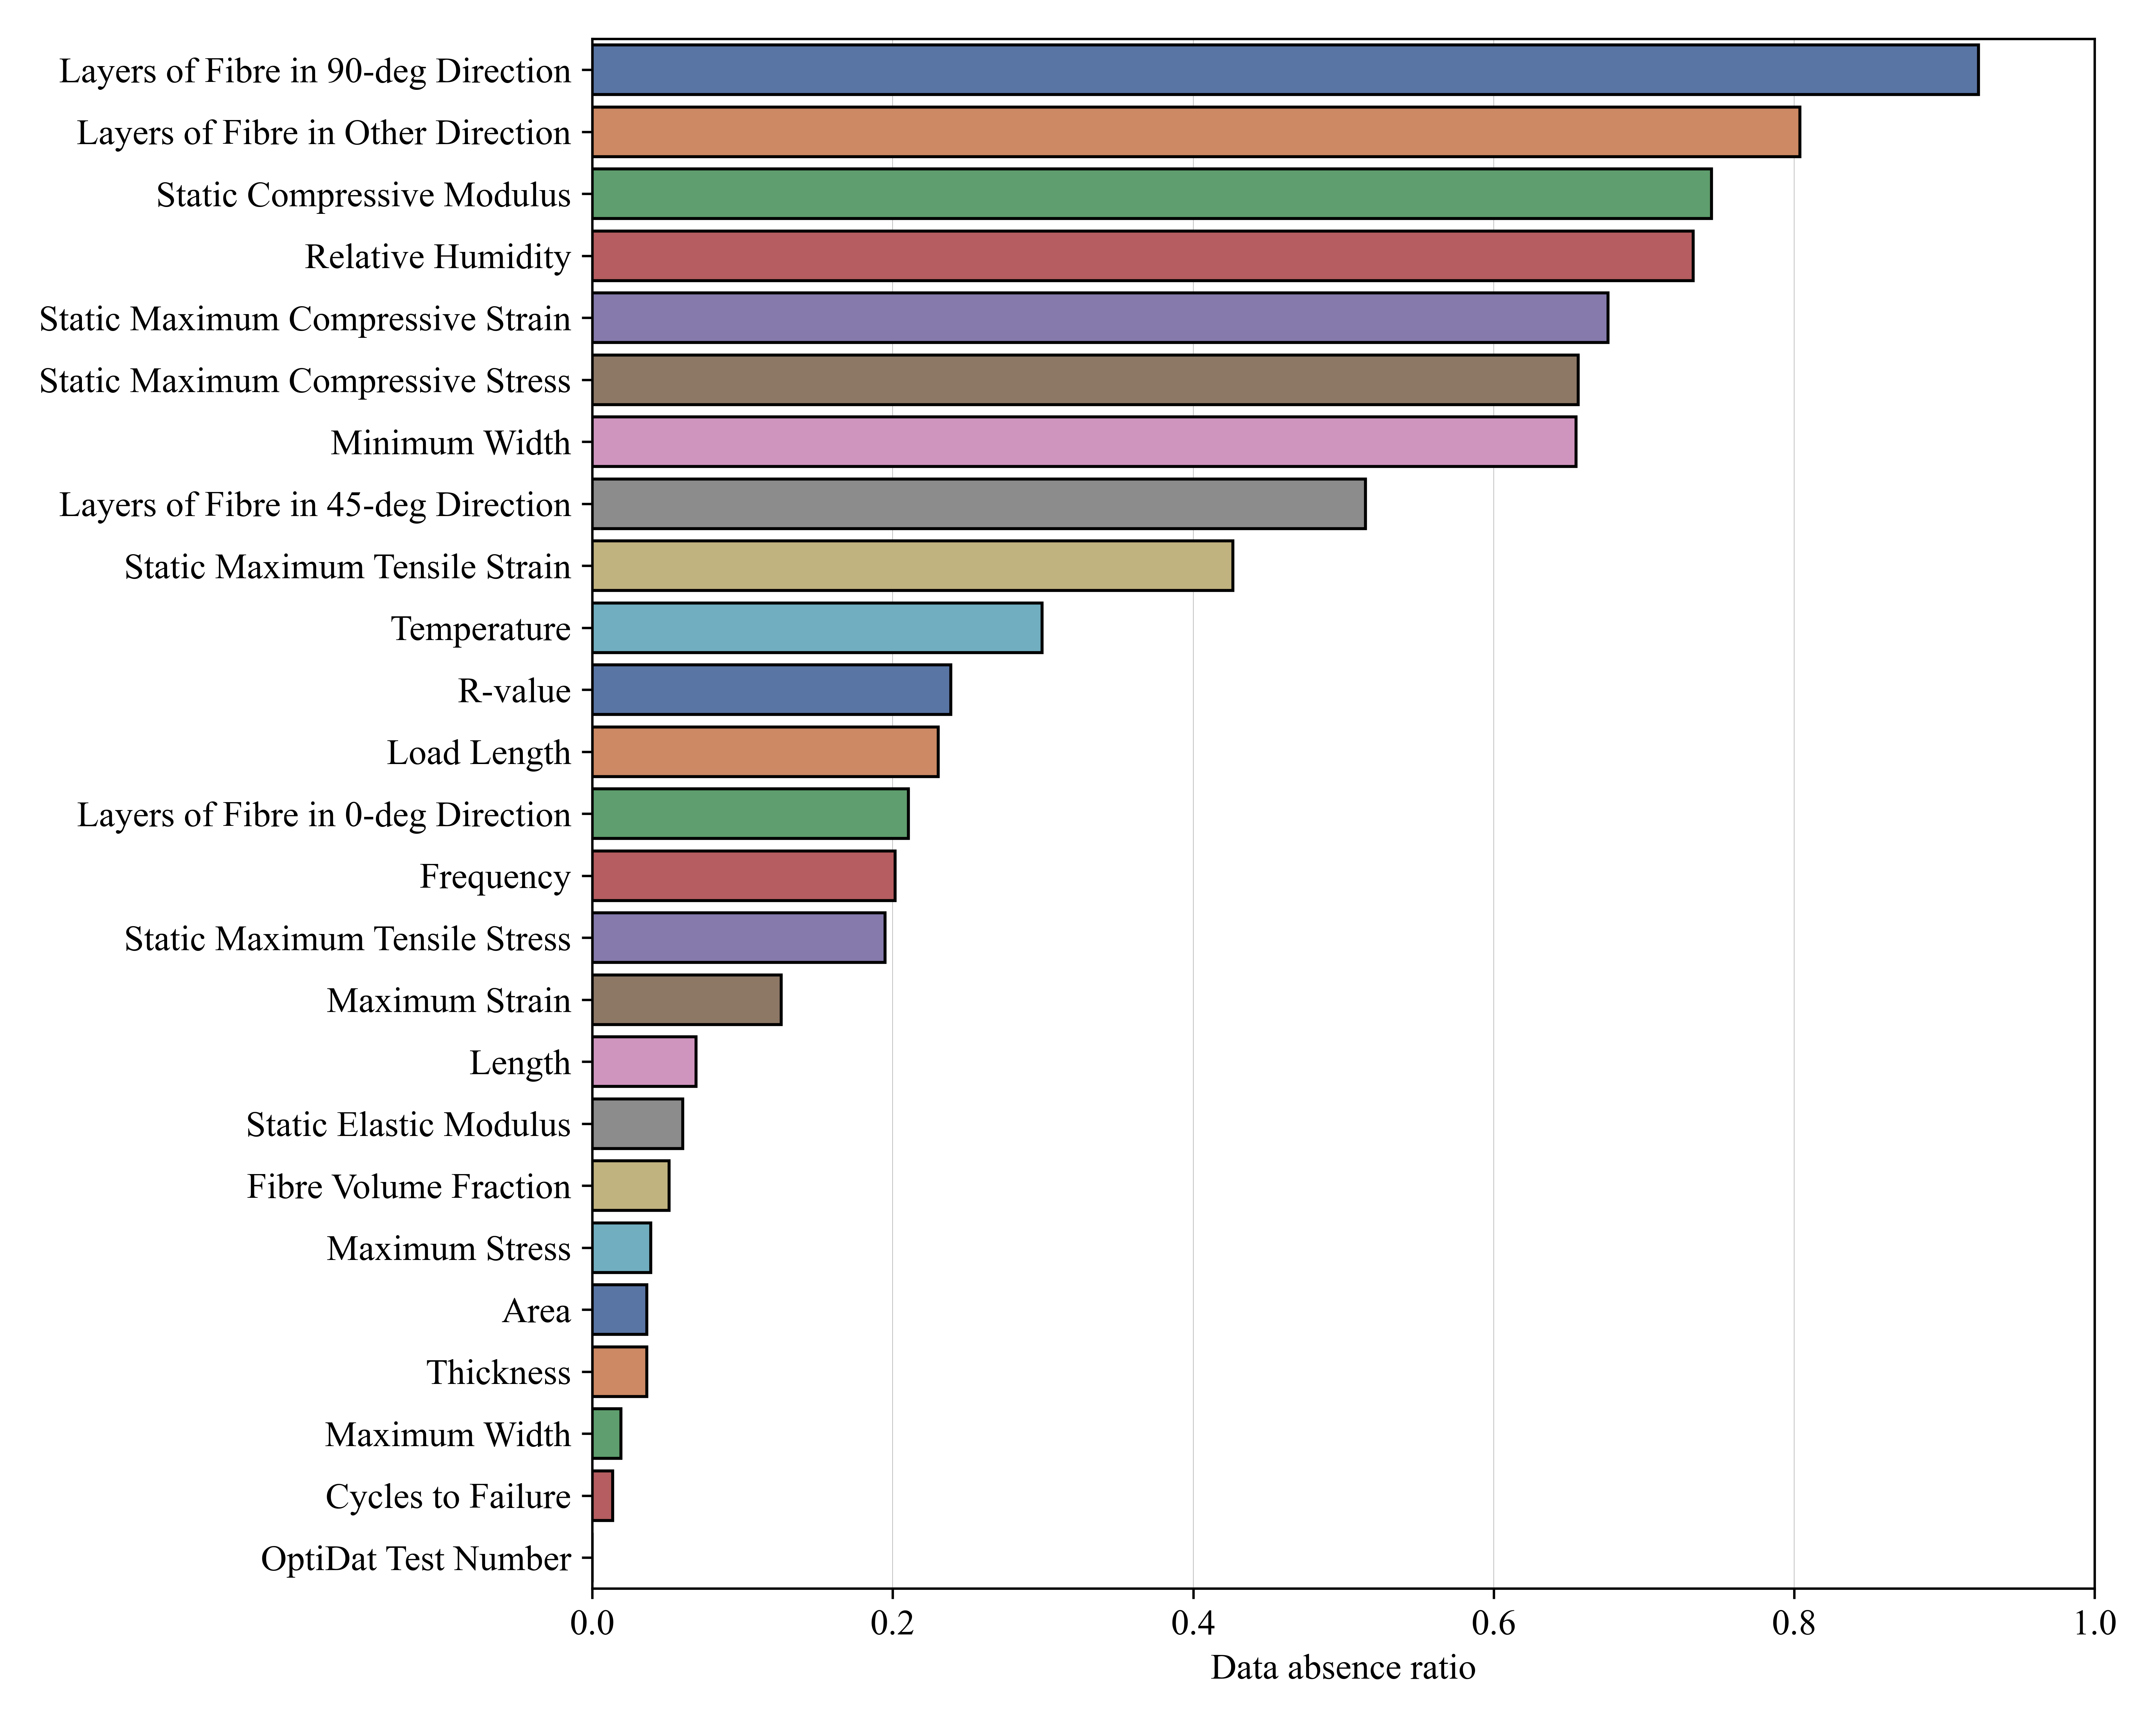 Layers of Fibre in 90-deg Direction
Layers of Fibre in Other Direction
Static Compressive Modulus
Relative Humidity
Static Maximum Compressive Strain
Static Maximum Compressive Stress
Minimum Width
Layers of Fibre in 45-deg Direction
Static Maximum Tensile Strain
Temperature
R-value
Load Length
Layers of Fibre in 0-deg Direction
Frequency
Static Maximum Tensile Stress
Maximum Strain
Length
Static Elastic Modulus
Fibre Volume Fraction
Maximum Stress
Area
Thickness
Maximum Width
Cycles to Failure
OptiDat Test Number
0.0 0.2 0.4 0.6 0.8 1.0
Data absence ratio